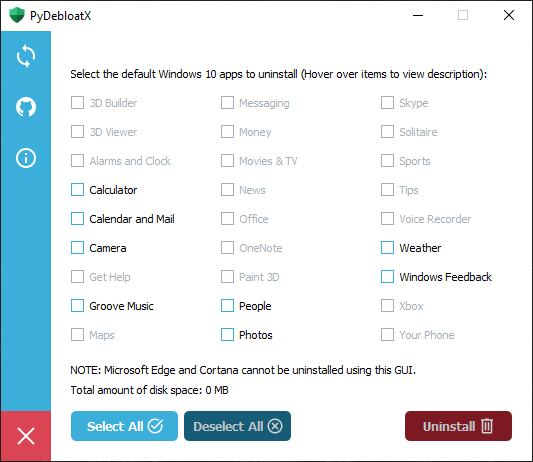 PyDebloatX
Select the default Windows 10 apps to uninstall (Hover over items to view description):
3D Builder
Messaging
Skype
3D Viewer
Money
Solitaire
Alarms and Clock
Movies & TV
Sports
Calculator
News
Tips
Calendar and Mail
Office
Voice Recorder
Camera
OneNote
Weather
Get Help
Paint 3D
Windows Feedback
Groove Music
People
Xbox
Maps
Photos
Your Phone
NOTE: Microsoft Edge and Cortana cannot be uninstalled using this GUI.
Total amount of disk space: 0 MB
Select All
Deselect All
Uninstall